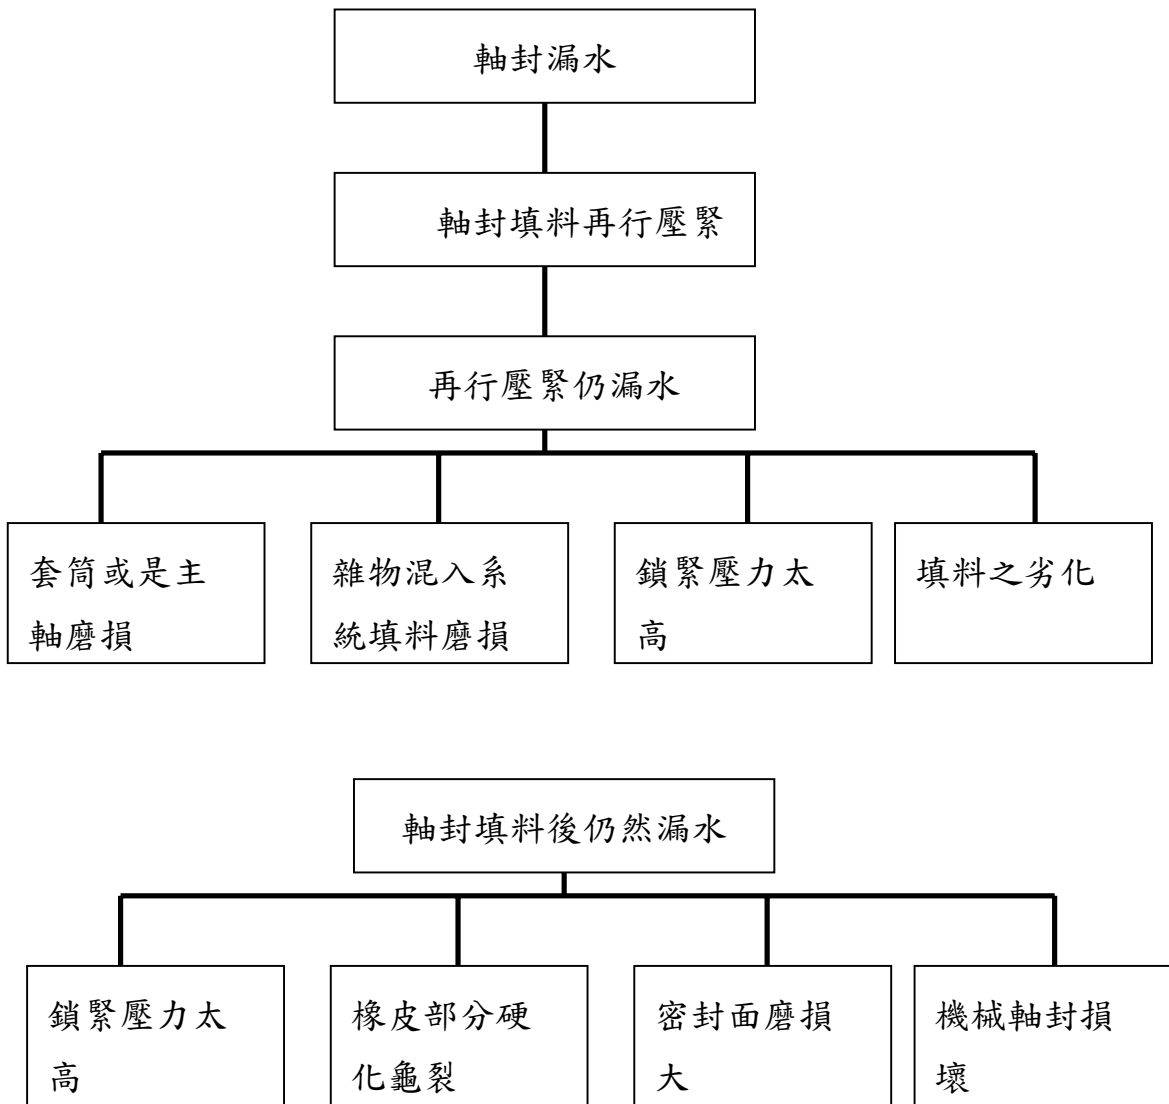 軸封漏水
軸封填料再行壓緊
再行壓緊仍漏水
套筒或是主
軸磨損
雜物混入系
統填料磨損
鎖緊壓力太
高
填料之劣化
軸封填料後仍然漏水
鎖緊壓力太
高
橡皮部分硬
化龜裂
密封面磨損
大
機械軸封損
壞